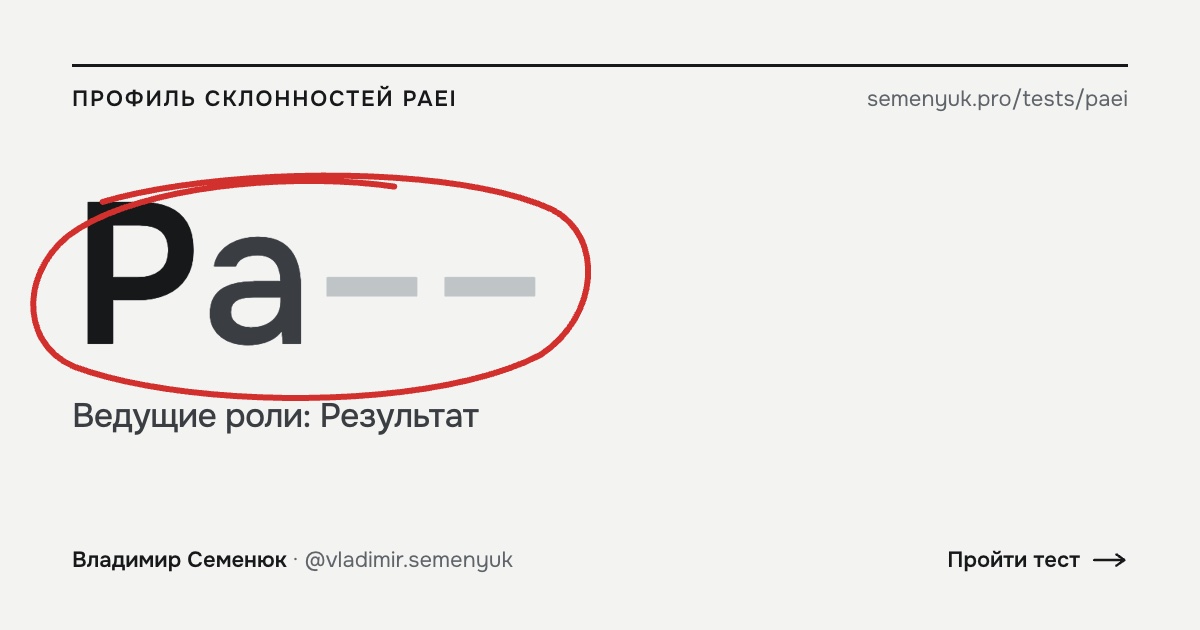 ПРОФИЛЬ СКЛОННОСТЕЙ PAEI
semenyuk.pro/tests/paei
Pa— —
Ведущие роли: Результат
Владимир Семенюк · @vladimir.semenyuk
Пройти тест →